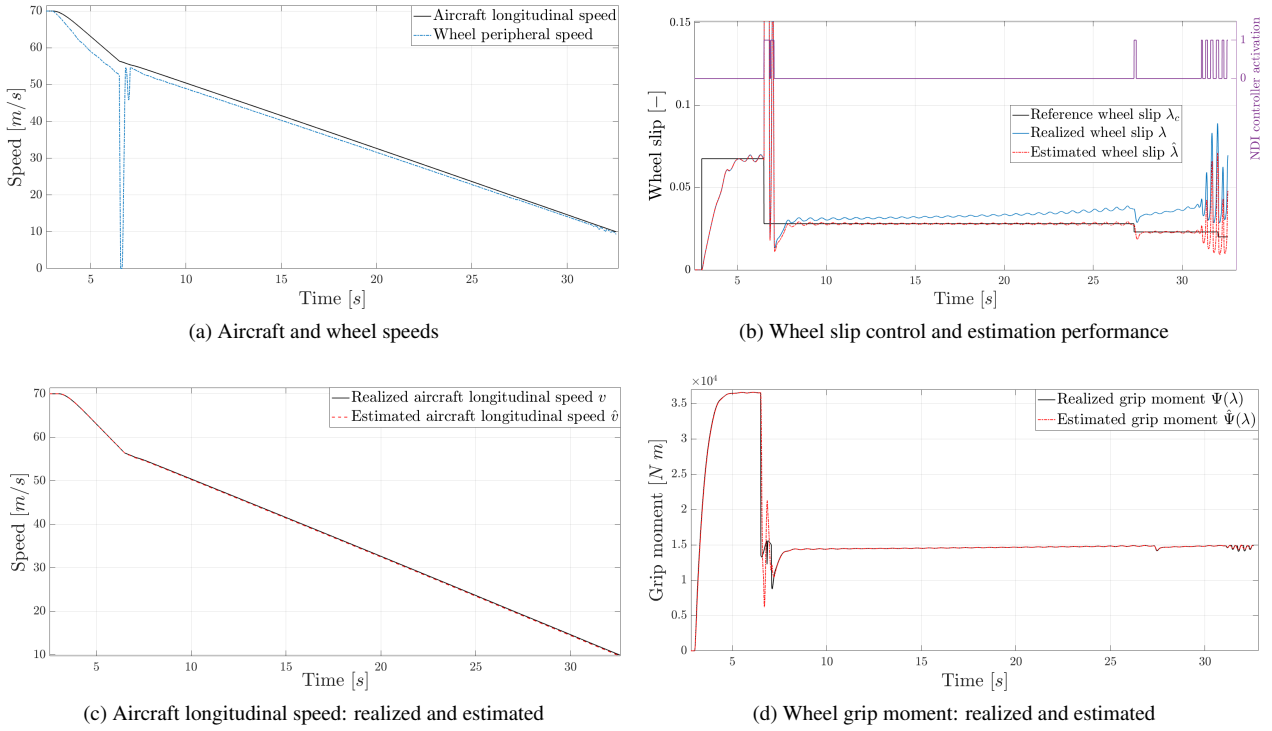 70
60
50
40
30
20
10
0
Speed [m/s]
5
10
15
20
25
30
Time [s]
Aircraft longitudinal speed
Wheel peripheral speed
(a) Aircraft and wheel speeds
0.15
0.1
0.05
0
Wheel slip [−]
1
0
NDI controller activation
Reference wheel slip λc
Realized wheel slip λ
Estimated wheel slip λ̂
5
10
15
20
25
30
Time [s]
(b) Wheel slip control and estimation performance
70
60
50
40
30
20
10
Speed [m/s]
Realized aircraft longitudinal speed v
Estimated aircraft longitudinal speed v̂
5
10
15
20
25
30
Time [s]
(c) Aircraft longitudinal speed: realized and estimated
×10⁴
3.5
3
2.5
2
1.5
1
0.5
0
Grip moment [N m]
Realized grip moment Ψ(λ)
Estimated grip moment Ψ̂(λ)
5
10
15
20
25
30
Time [s]
(d) Wheel grip moment: realized and estimated